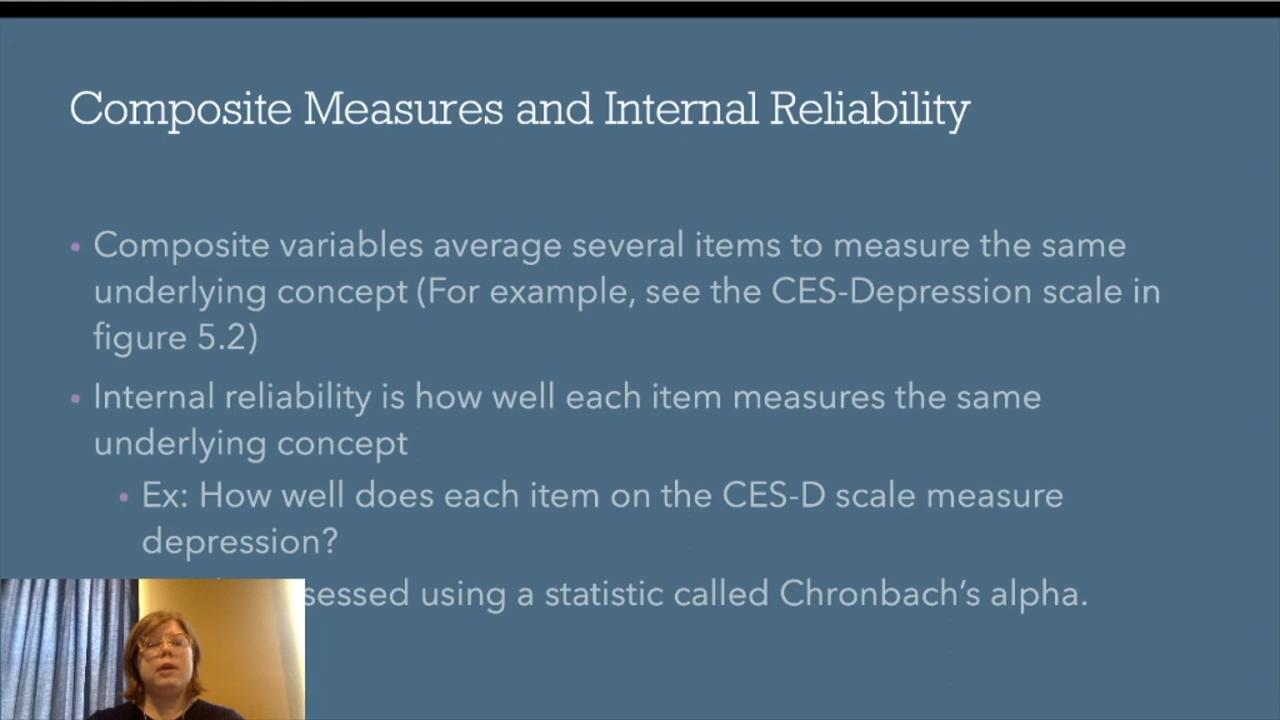 Composite Measures and Internal Reliability
• Composite variables average several items to measure the same
underlying concept (For example, see the CES-Depression scale in
figure 5.2)
• Internal reliability is how well each item measures the same
underlying concept
• Ex: How well does each item on the CES-D scale measure
depression?
sessed using a statistic called Chronbach's alpha.